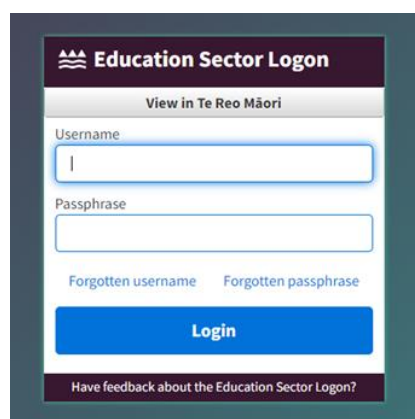 Education Sector Logon
View in Te Reo Māori
Username
Passphrase
Forgotten username Forgotten passphrase
Login
Have feedback about the Education Sector Logon?